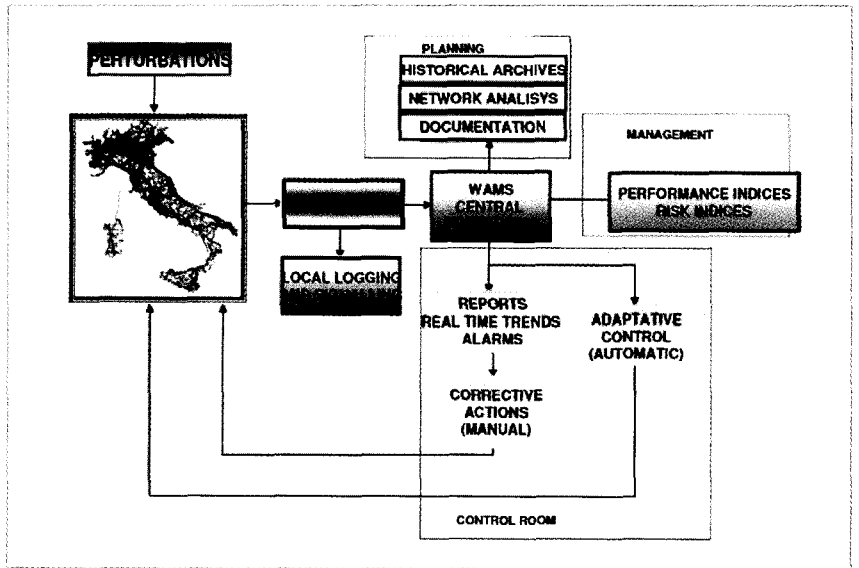 PERTURBATIONS
PLANNING
HISTORICAL ARCHIVES
NETWORK ANALISYS
DOCUMENTATION
MANAGEMENT
WAMS
CENTRAL
PERFORMANCE INDICES
RISK INDICES
LOCAL LOGGING
REPORTS
REAL TIME TRENDS
ALARMS
ADAPTATIVE
CONTROL
(AUTOMATIC)
CORRECTIVE
ACTIONS
(MANUAL)
CONTROL ROOM